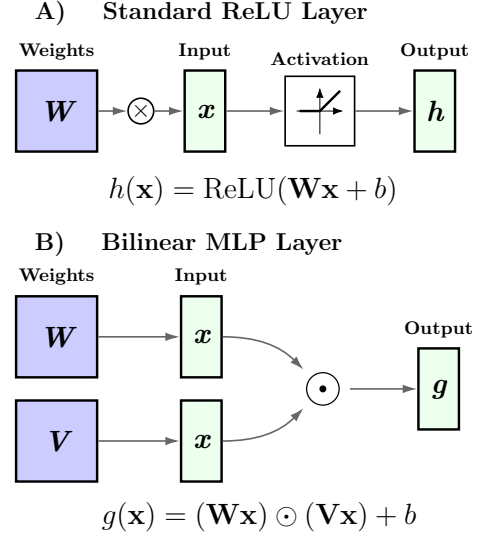 A) Standard ReLU Layer
Weights Input Activation Output
W ⊗ x h
h(x) = ReLU(Wx + b)
B) Bilinear MLP Layer
Weights Input
W x
Output
⊙ g
V x
g(x) = (Wx) ⊙ (Vx) + b